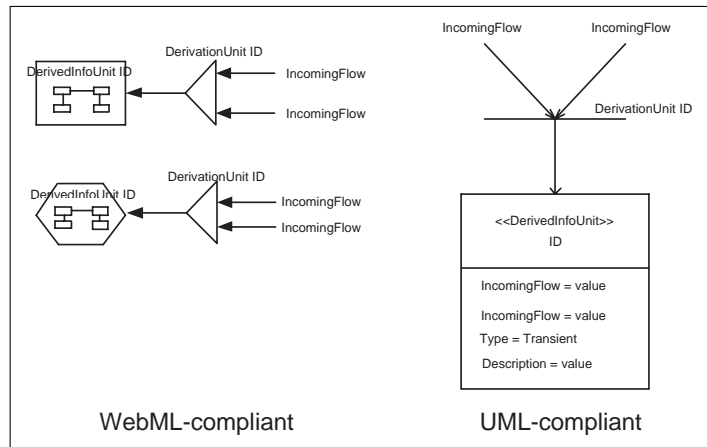 DerivationUnit ID
DerivedInfoUnit ID
IncomingFlow
IncomingFlow
DerivationUnit ID
DerivedInfoUnit ID
IncomingFlow
IncomingFlow
WebML-compliant
IncomingFlow
IncomingFlow
DerivationUnit ID
<<DerivedInfoUnit>>
ID
IncomingFlow = value
IncomingFlow = value
Type = Transient
Description = value
UML-compliant